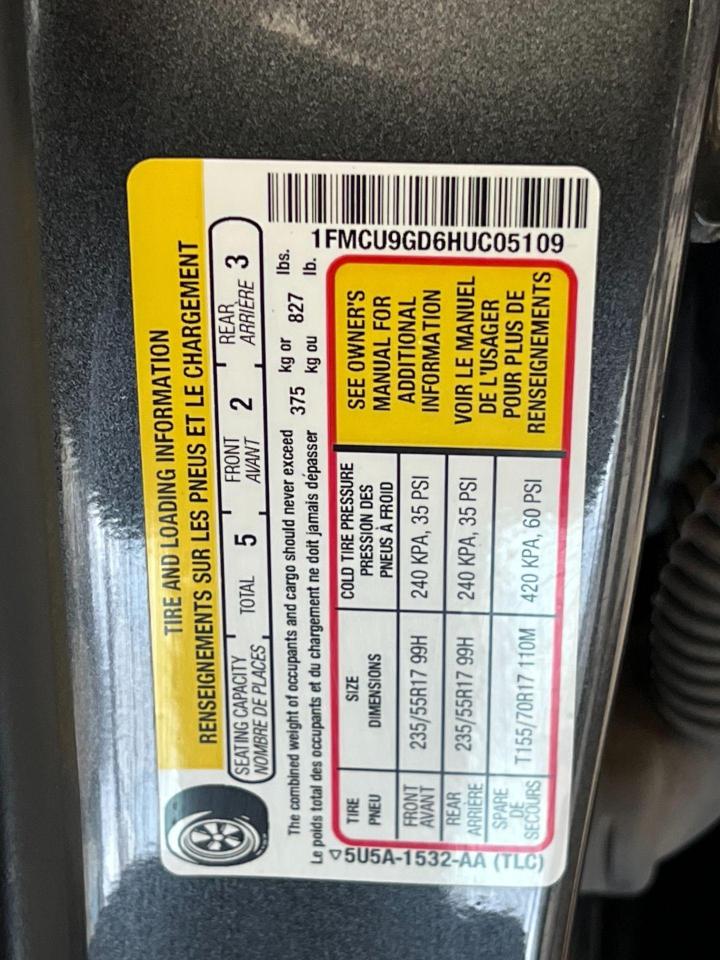 TIRE AND LOADING INFORMATION
RENSEIGNEMENTS SUR LES PNEUS ET LE CHARGEMENT
SEATING CAPACITY TOTAL 5 FRONT 2 REAR 3
NOMBRE DE PLACES AVANT ARRIÈRE
The combined weight of occupants and cargo should never exceed 375 kg or 827 lbs.
Le poids total des occupants et du chargement ne doit jamais dépasser kg ou lb.
1FMCU9GD6HUC05109
TIRE SIZE COLD TIRE PRESSURE
PNEU DIMENSIONS PRESSION DES
PNEUS À FROID
FRONT 235/55R17 99H 240 KPA, 35 PSI
AVANT
REAR 235/55R17 99H 240 KPA, 35 PSI
ARRIÈRE
SPARE T155/70R17 110M 420 KPA, 60 PSI
DE
SECOURS
SEE OWNER'S
MANUAL FOR
ADDITIONAL
INFORMATION
VOIR LE MANUEL
DE L'USAGER
POUR PLUS DE
RENSEIGNEMENTS
▽5U5A-1532-AA (TLC)